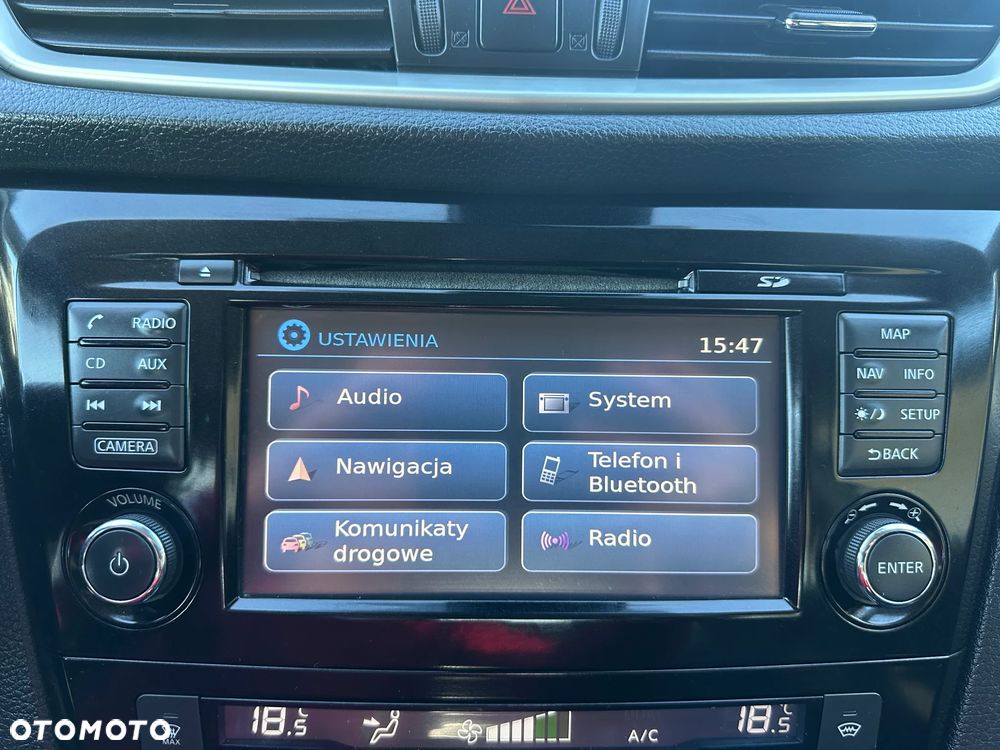 SD
RADIO
CD AUX
CAMERA
VOLUME
USTAWIENIA 15:47
Audio
System
Nawigacja
Telefon i
Bluetooth
Komunikaty
drogowe
Radio
MAP
NAV INFO
SETUP
BACK
ENTER
18.5°C
A/C
18.5°C
MAX
OTOMOTO